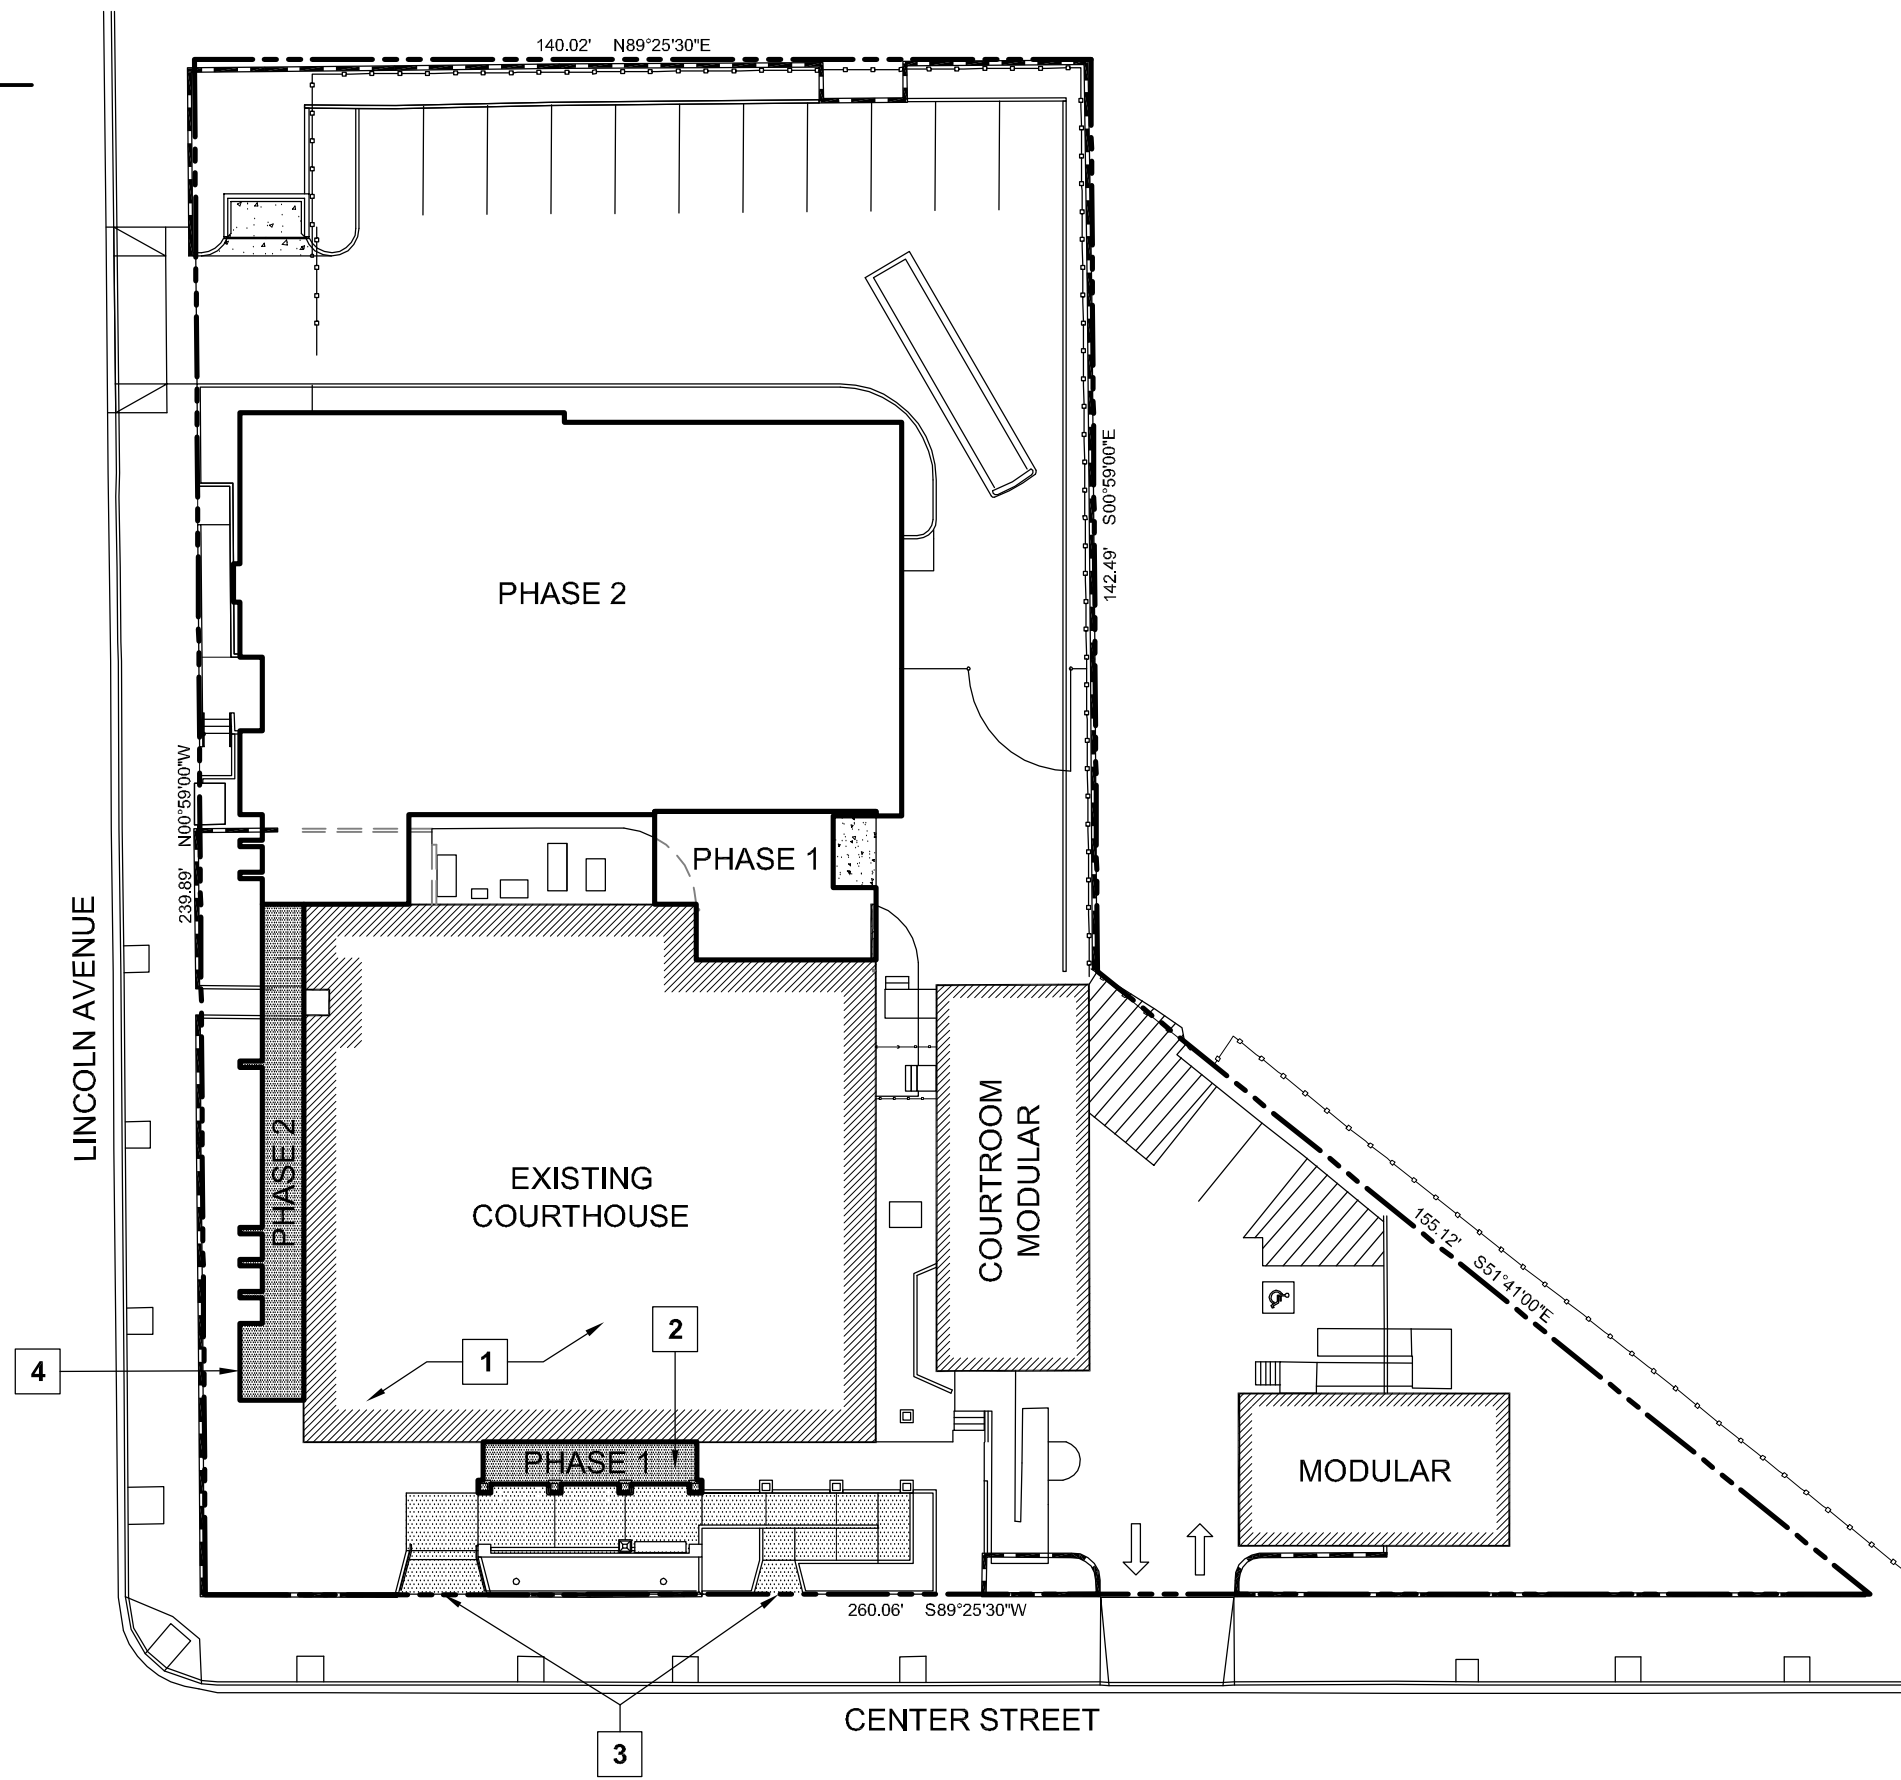 140.02' N89°25'30"E
142.49' S00°59'00"E
PHASE 2
239.89' N00°59'00"W
PHASE 1
LINCOLN AVENUE
PHASE 2
EXISTING
COURTHOUSE
COURTROOM
MODULAR
155.12' S51°41'00"E
1
2
4
PHASE 1
MODULAR
260.06' S89°25'30"W
CENTER STREET
3